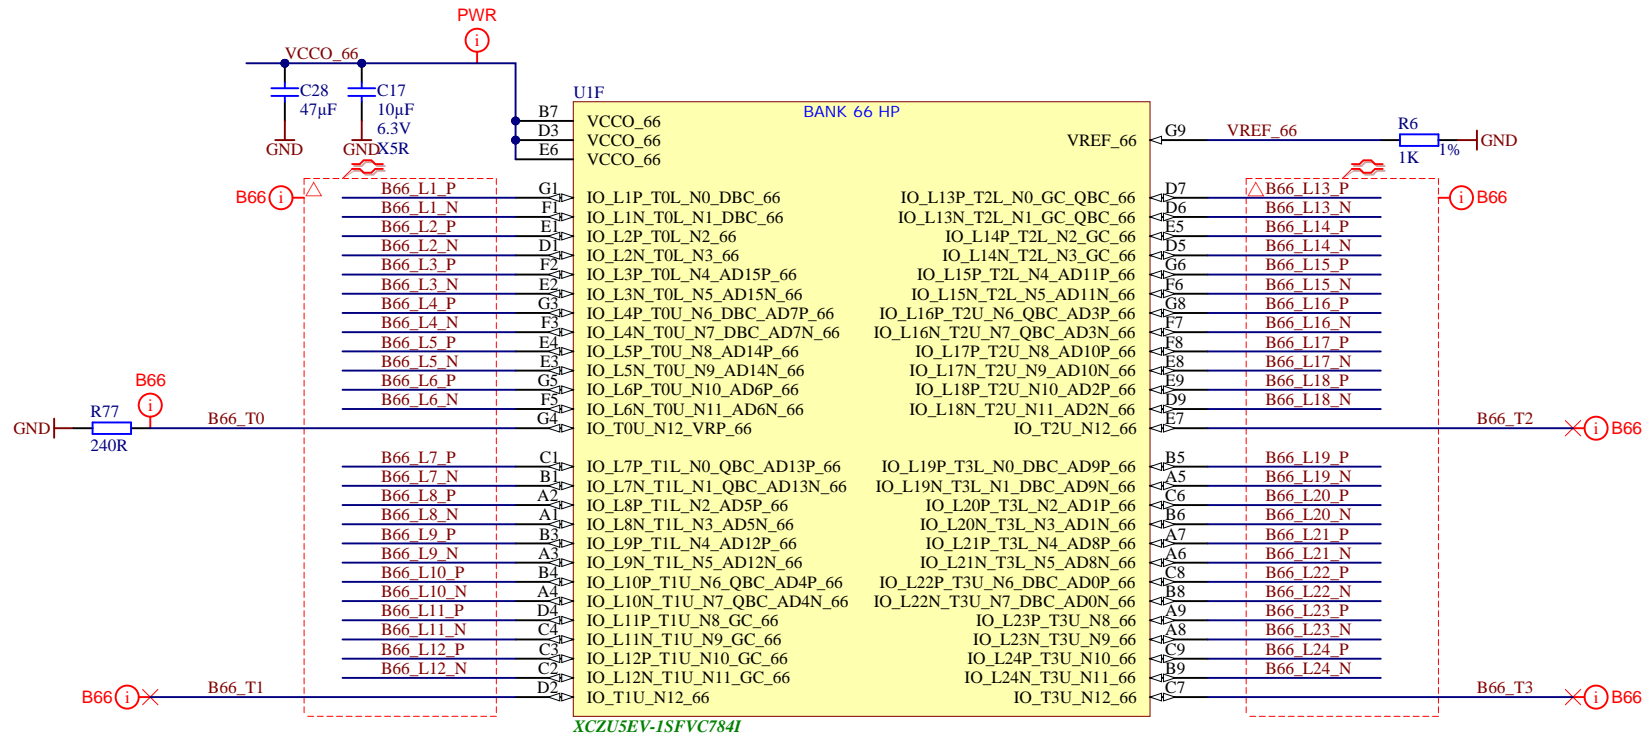 PWR
VCCO_66
C28
47µF
GND
C17
10µF
6.3V
X5R
GND
U1F
BANK 66 HP
B7 VCCO_66
D3 VCCO_66
E6 VCCO_66
VREF_66 G9 VREF_66
R6
1K
1%
GND
B66
B66
B66_L1_P G1 IO_L1P_T0L_N0_DBC_66 IO_L13P_T2L_N0_GC_QBC_66 D7 B66_L13_P
B66_L1_N F1 IO_L1N_T0L_N1_DBC_66 IO_L13N_T2L_N1_GC_QBC_66 D6 B66_L13_N
B66_L2_P E1 IO_L2P_T0L_N2_66 IO_L14P_T2L_N2_GC_66 E5 B66_L14_P
B66_L2_N D1 IO_L2N_T0L_N3_66 IO_L14N_T2L_N3_GC_66 D5 B66_L14_N
B66_L3_P F2 IO_L3P_T0L_N4_AD15P_66 IO_L15P_T2L_N4_AD11P_66 G6 B66_L15_P
B66_L3_N E2 IO_L3N_T0L_N5_AD15N_66 IO_L15N_T2L_N5_AD11N_66 F6 B66_L15_N
B66_L4_P G3 IO_L4P_T0U_N6_DBC_AD7P_66 IO_L16P_T2U_N6_QBC_AD3P_66 G8 B66_L16_P
B66_L4_N F3 IO_L4N_T0U_N7_DBC_AD7N_66 IO_L16N_T2U_N7_QBC_AD3N_66 F7 B66_L16_N
B66_L5_P E4 IO_L5P_T0U_N8_AD14P_66 IO_L17P_T2U_N8_AD10P_66 F8 B66_L17_P
B66_L5_N E3 IO_L5N_T0U_N9_AD14N_66 IO_L17N_T2U_N9_AD10N_66 E8 B66_L17_N
B66_L6_P G5 IO_L6P_T0U_N10_AD6P_66 IO_L18P_T2U_N10_AD2P_66 E9 B66_L18_P
B66_L6_N F5 IO_L6N_T0U_N11_AD6N_66 IO_L18N_T2U_N11_AD2N_66 D9 B66_L18_N
GND R77 240R B66 B66_T0 G4 IO_T0U_N12_VRP_66 IO_T2U_N12_66 E7 B66_T2 B66
B66_L7_P C1 IO_L7P_T1L_N0_QBC_AD13P_66 IO_L19P_T3L_N0_DBC_AD9P_66 B5 B66_L19_P
B66_L7_N B1 IO_L7N_T1L_N1_QBC_AD13N_66 IO_L19N_T3L_N1_DBC_AD9N_66 A5 B66_L19_N
B66_L8_P A2 IO_L8P_T1L_N2_AD5P_66 IO_L20P_T3L_N2_AD1P_66 C6 B66_L20_P
B66_L8_N A1 IO_L8N_T1L_N3_AD5N_66 IO_L20N_T3L_N3_AD1N_66 B6 B66_L20_N
B66_L9_P B3 IO_L9P_T1L_N4_AD12P_66 IO_L21P_T3L_N4_AD8P_66 A7 B66_L21_P
B66_L9_N A3 IO_L9N_T1L_N5_AD12N_66 IO_L21N_T3L_N5_AD8N_66 A6 B66_L21_N
B66_L10_P B4 IO_L10P_T1U_N6_QBC_AD4P_66 IO_L22P_T3U_N6_DBC_AD0P_66 C8 B66_L22_P
B66_L10_N A4 IO_L10N_T1U_N7_QBC_AD4N_66 IO_L22N_T3U_N7_DBC_AD0N_66 B8 B66_L22_N
B66_L11_P D4 IO_L11P_T1U_N8_GC_66 IO_L23P_T3U_N8_66 A9 B66_L23_P
B66_L11_N C4 IO_L11N_T1U_N9_GC_66 IO_L23N_T3U_N9_66 A8 B66_L23_N
B66_L12_P C3 IO_L12P_T1U_N10_GC_66 IO_L24P_T3U_N10_66 C9 B66_L24_P
B66_L12_N C2 IO_L12N_T1U_N11_GC_66 IO_L24N_T3U_N11_66 B9 B66_L24_N
B66 B66_T1 D2 IO_T1U_N12_66 IO_T3U_N12_66 C7 B66_T3 B66
XCZU5EV-1SFVC784I